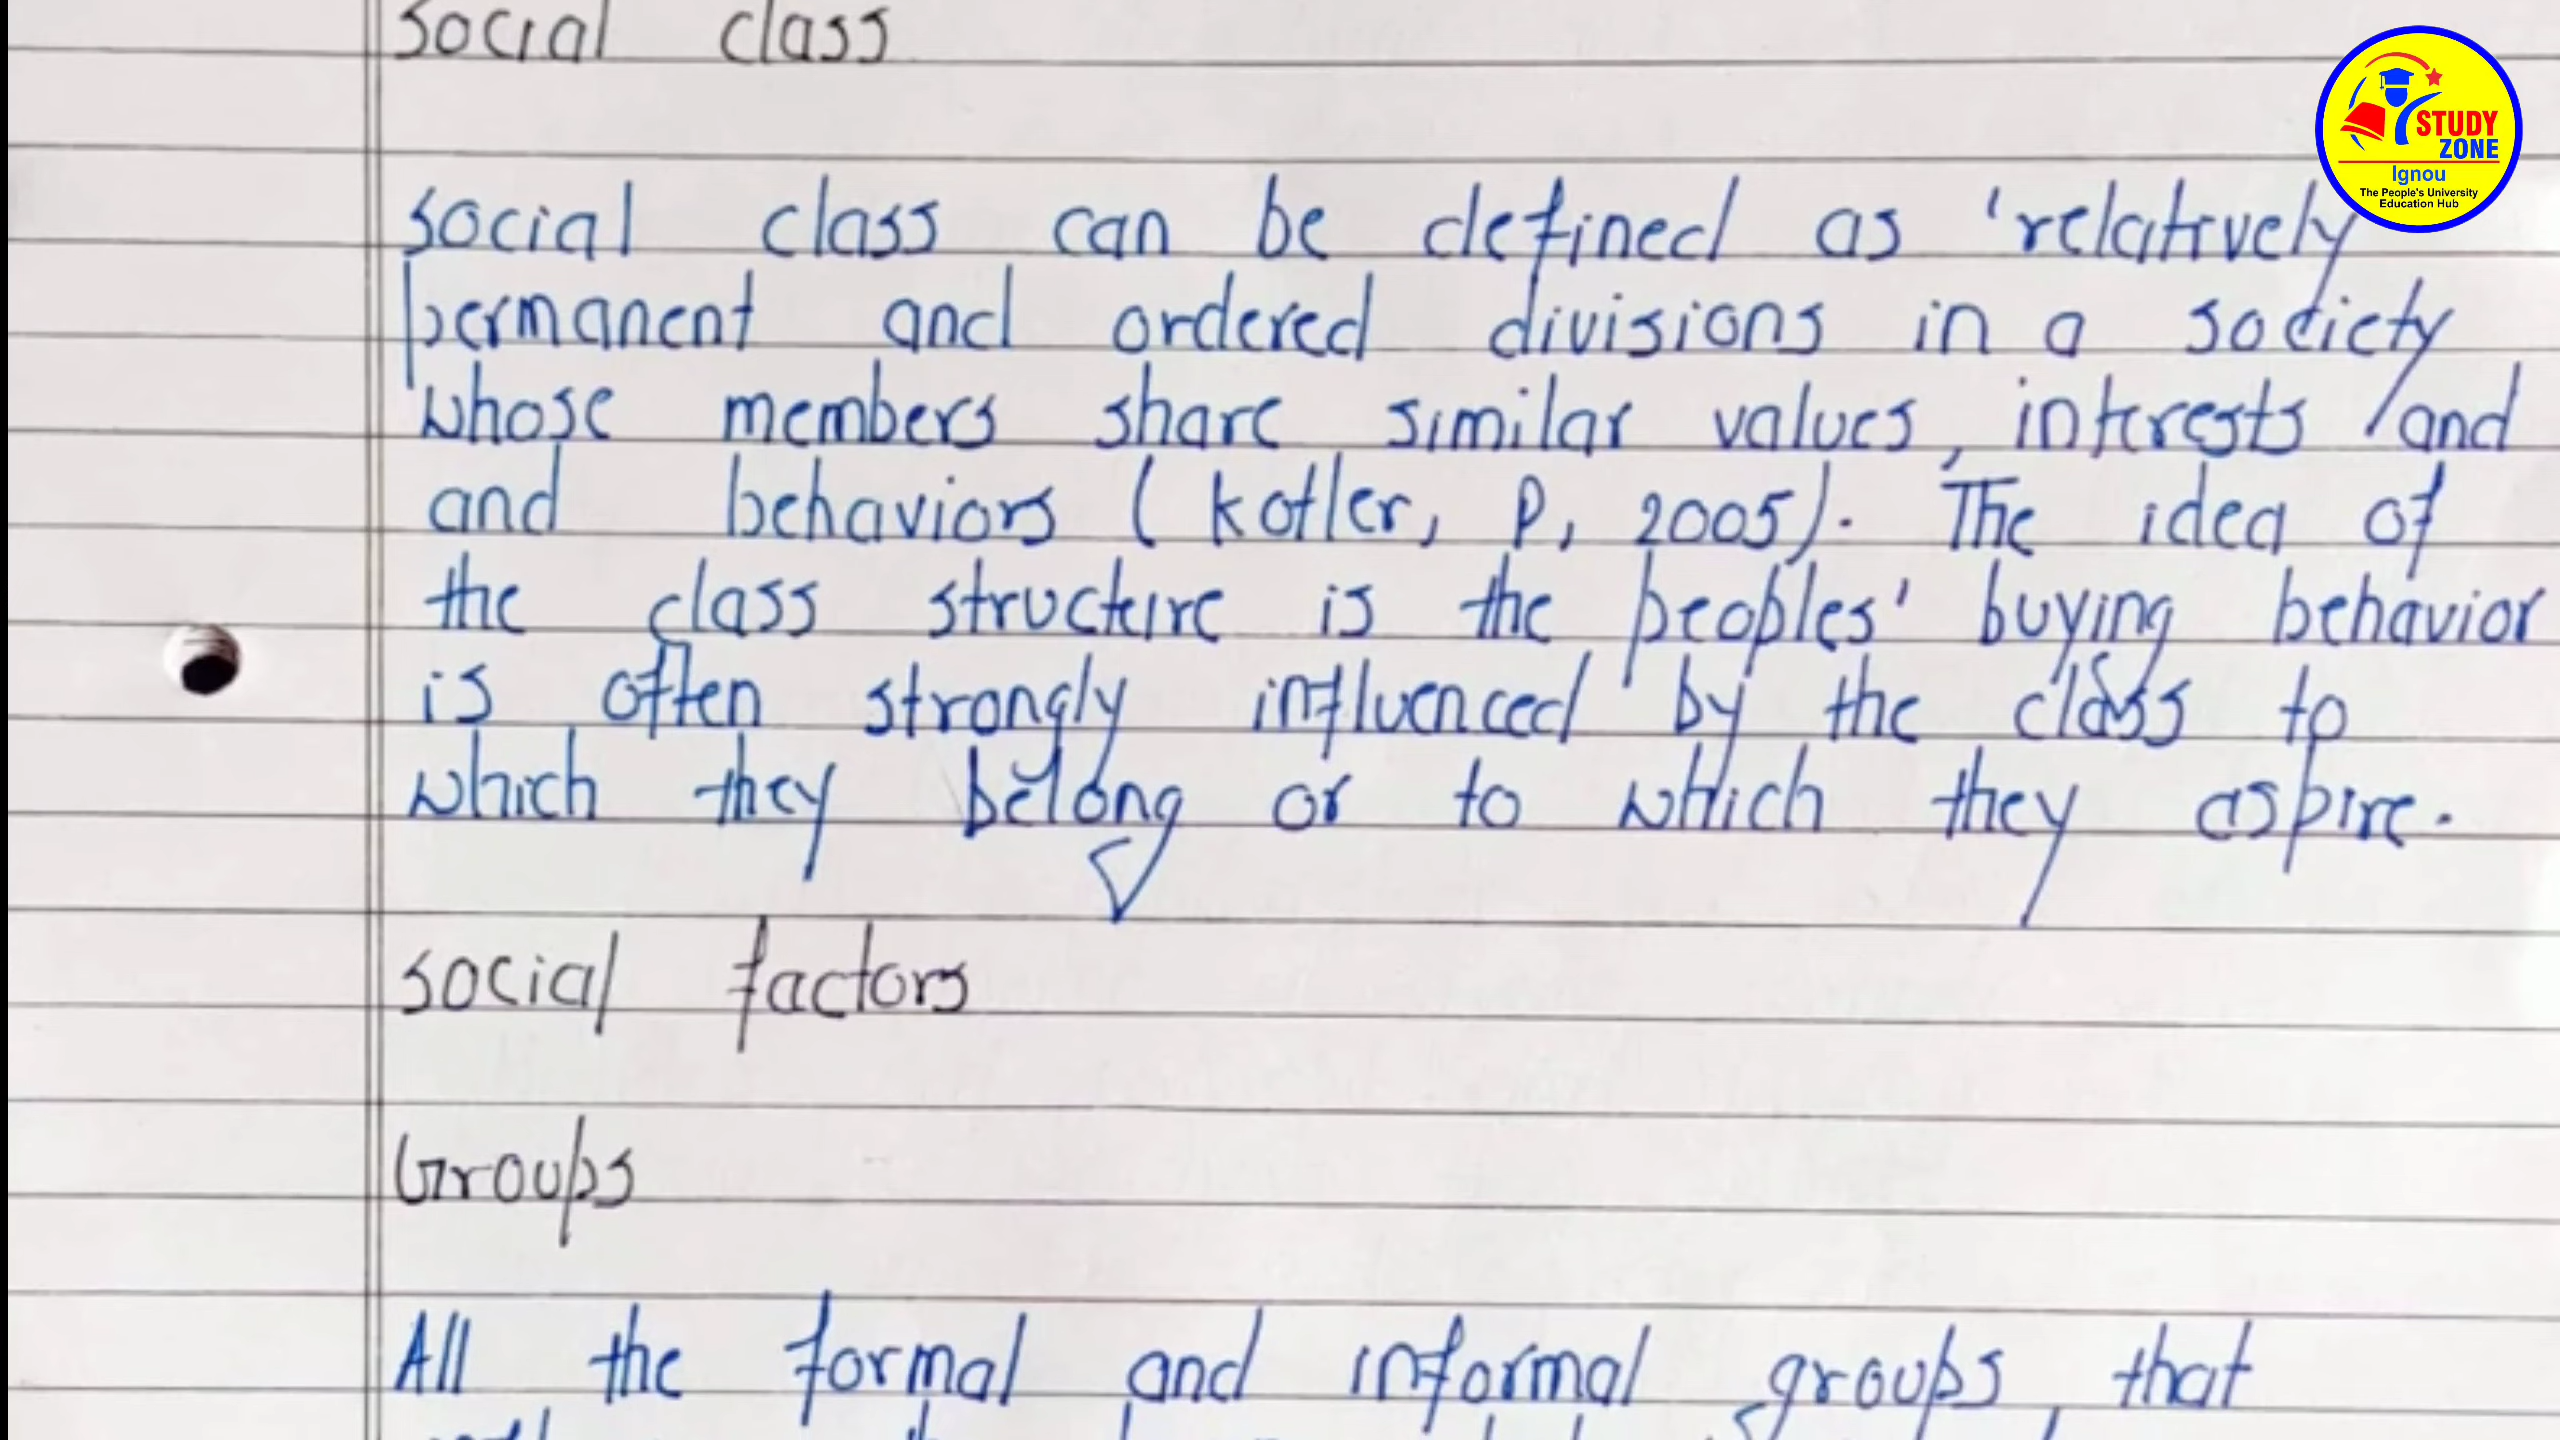 Social class
STUDY
ZONE
Ignou
The People's University
Education Hub
Social class can be defined as 'relatively
permanent and ordered divisions in a society
whose members share similar values, interests and
and behaviors (Kotler, P, 2005). The idea of
the class structure is the peoples' buying behavior
is often strongly influenced by the class to
which they belong or to which they aspire.
Social factors
Groups
All the formal and informal groups, that